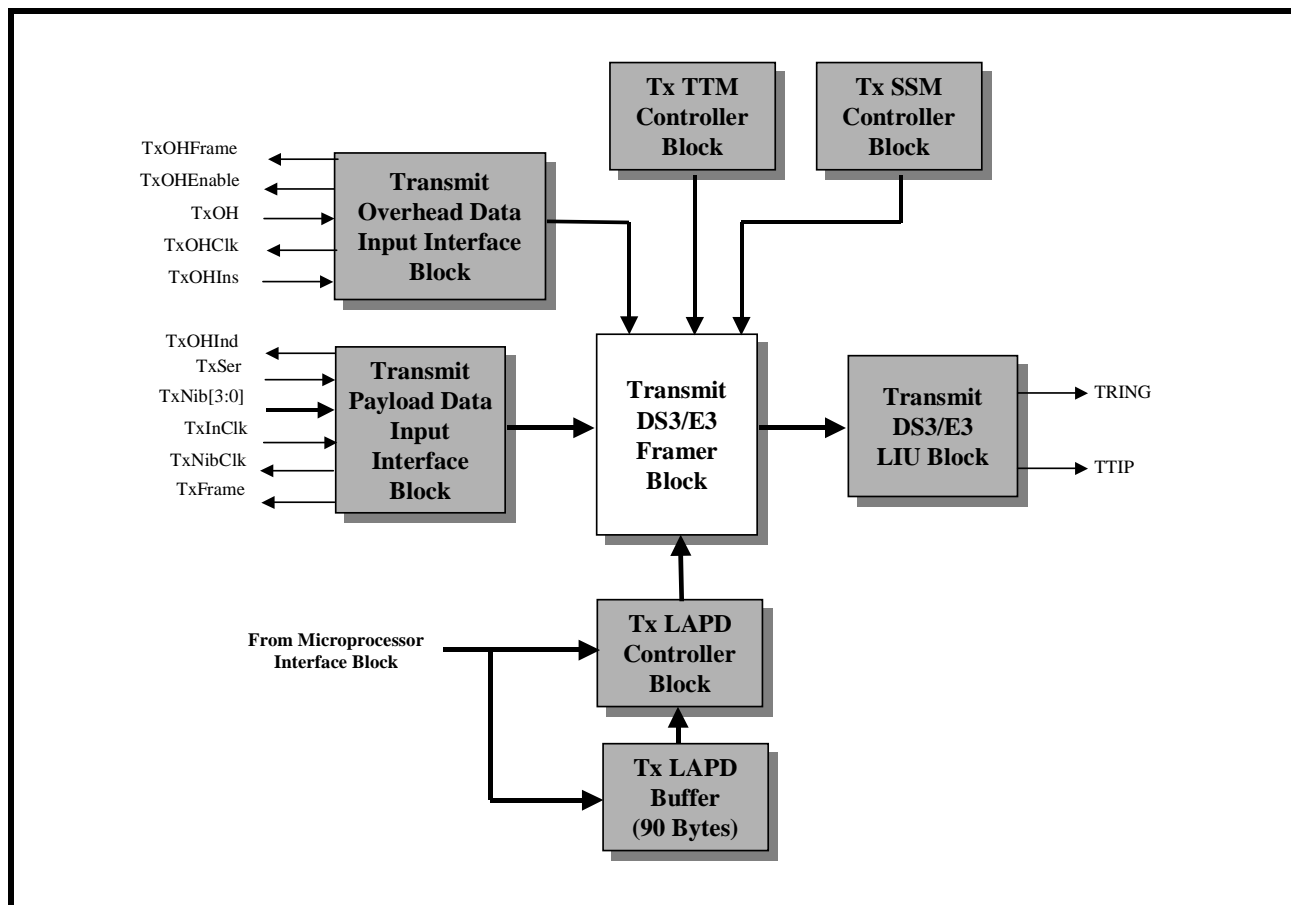 Tx TTM
Controller
Block
Tx SSM
Controller
Block
TxOHFrame
TxOHEnable
TxOH
TxOHClk
TxOHIns
Transmit
Overhead Data
Input Interface
Block
TxOHInd
TxSer
TxNib[3:0]
TxInClk
TxNibClk
TxFrame
Transmit
Payload Data
Input
Interface
Block
Transmit
DS3/E3
Framer
Block
Transmit
DS3/E3
LIU Block
TRING
TTIP
From Microprocessor
Interface Block
Tx LAPD
Controller
Block
Tx LAPD
Buffer
(90 Bytes)